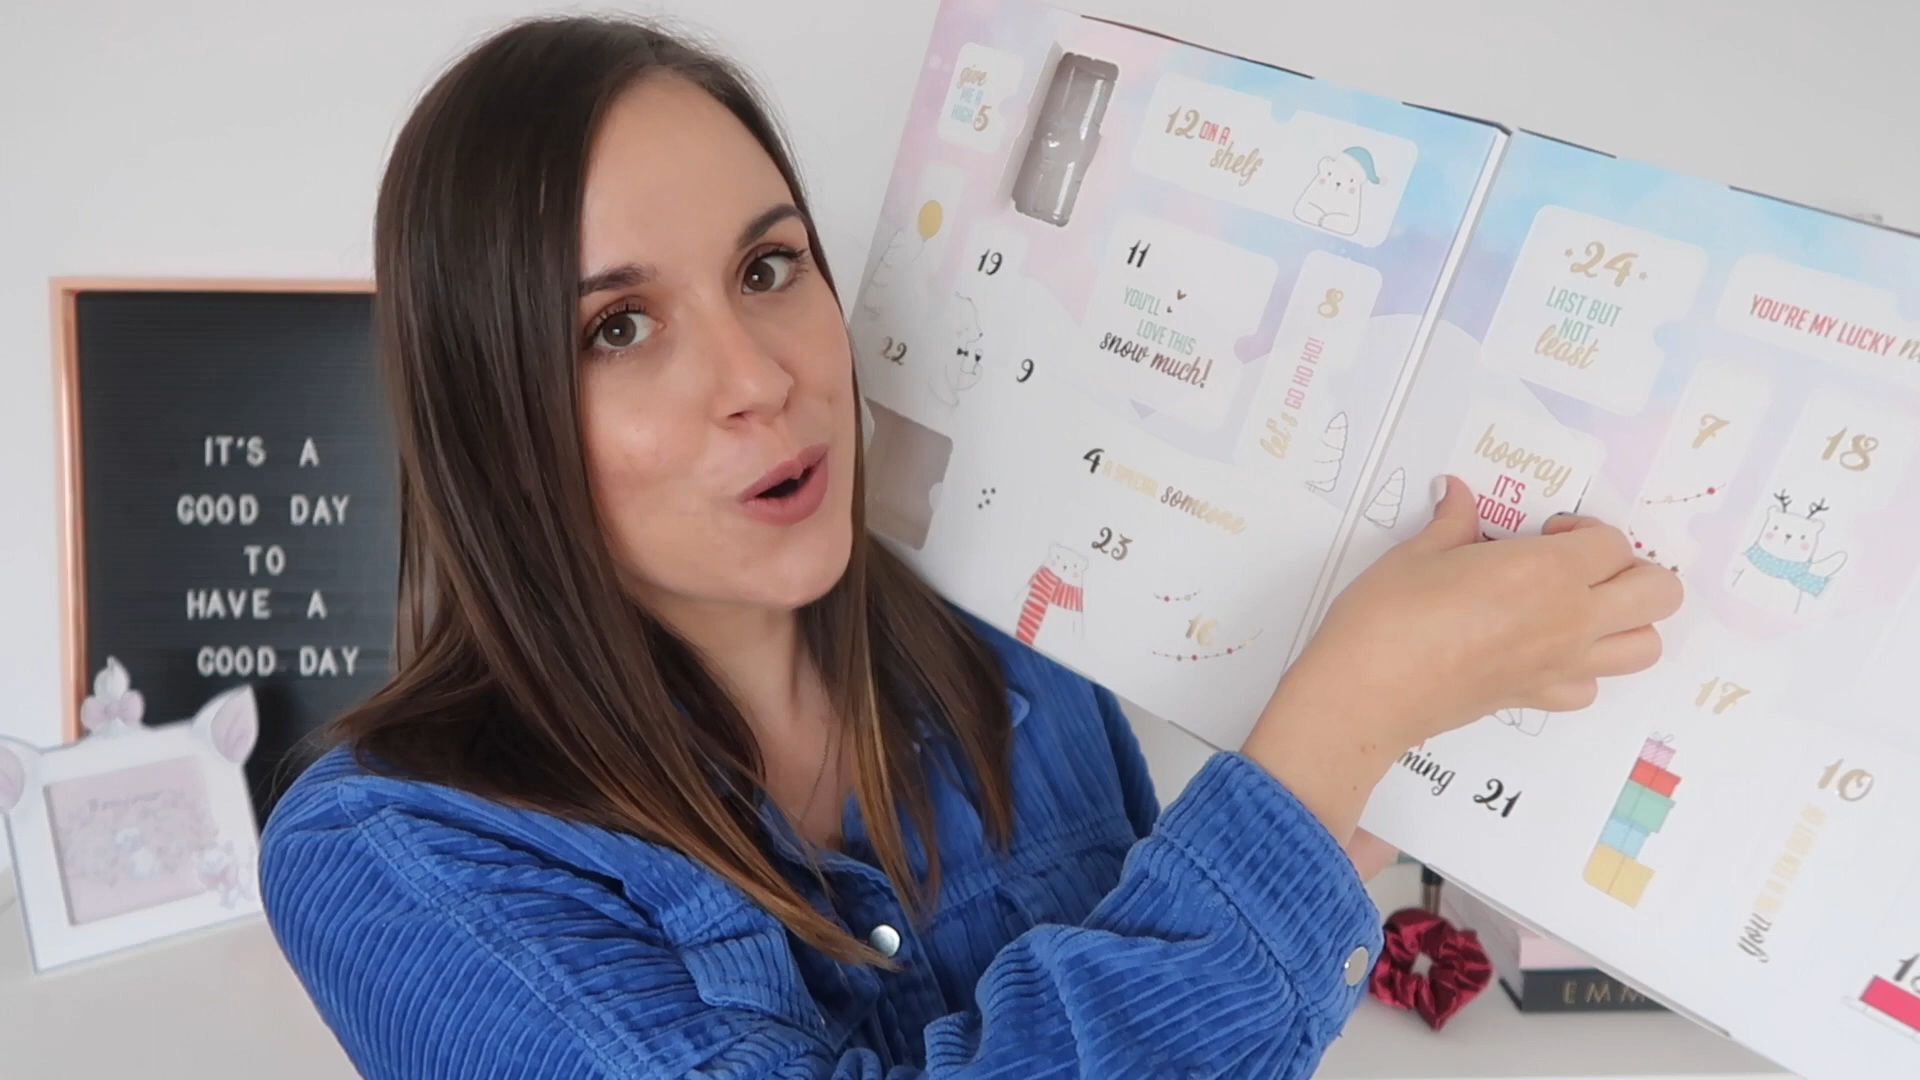 IT'S A
GOOD DAY
TO
HAVE A
GOOD DAY
give
ME A
HIGH 5
12 ON A
shelf
19
11
YOU'LL
LOVE THIS
snow much!
8
let's GO HO HO!
22
9
4 A SPECIAL someone
23
16
24
LAST BUT
NOT
least
YOU'RE MY LUCKY
hooray
IT'S
TODAY
7
18
17
21
10
you
EMM